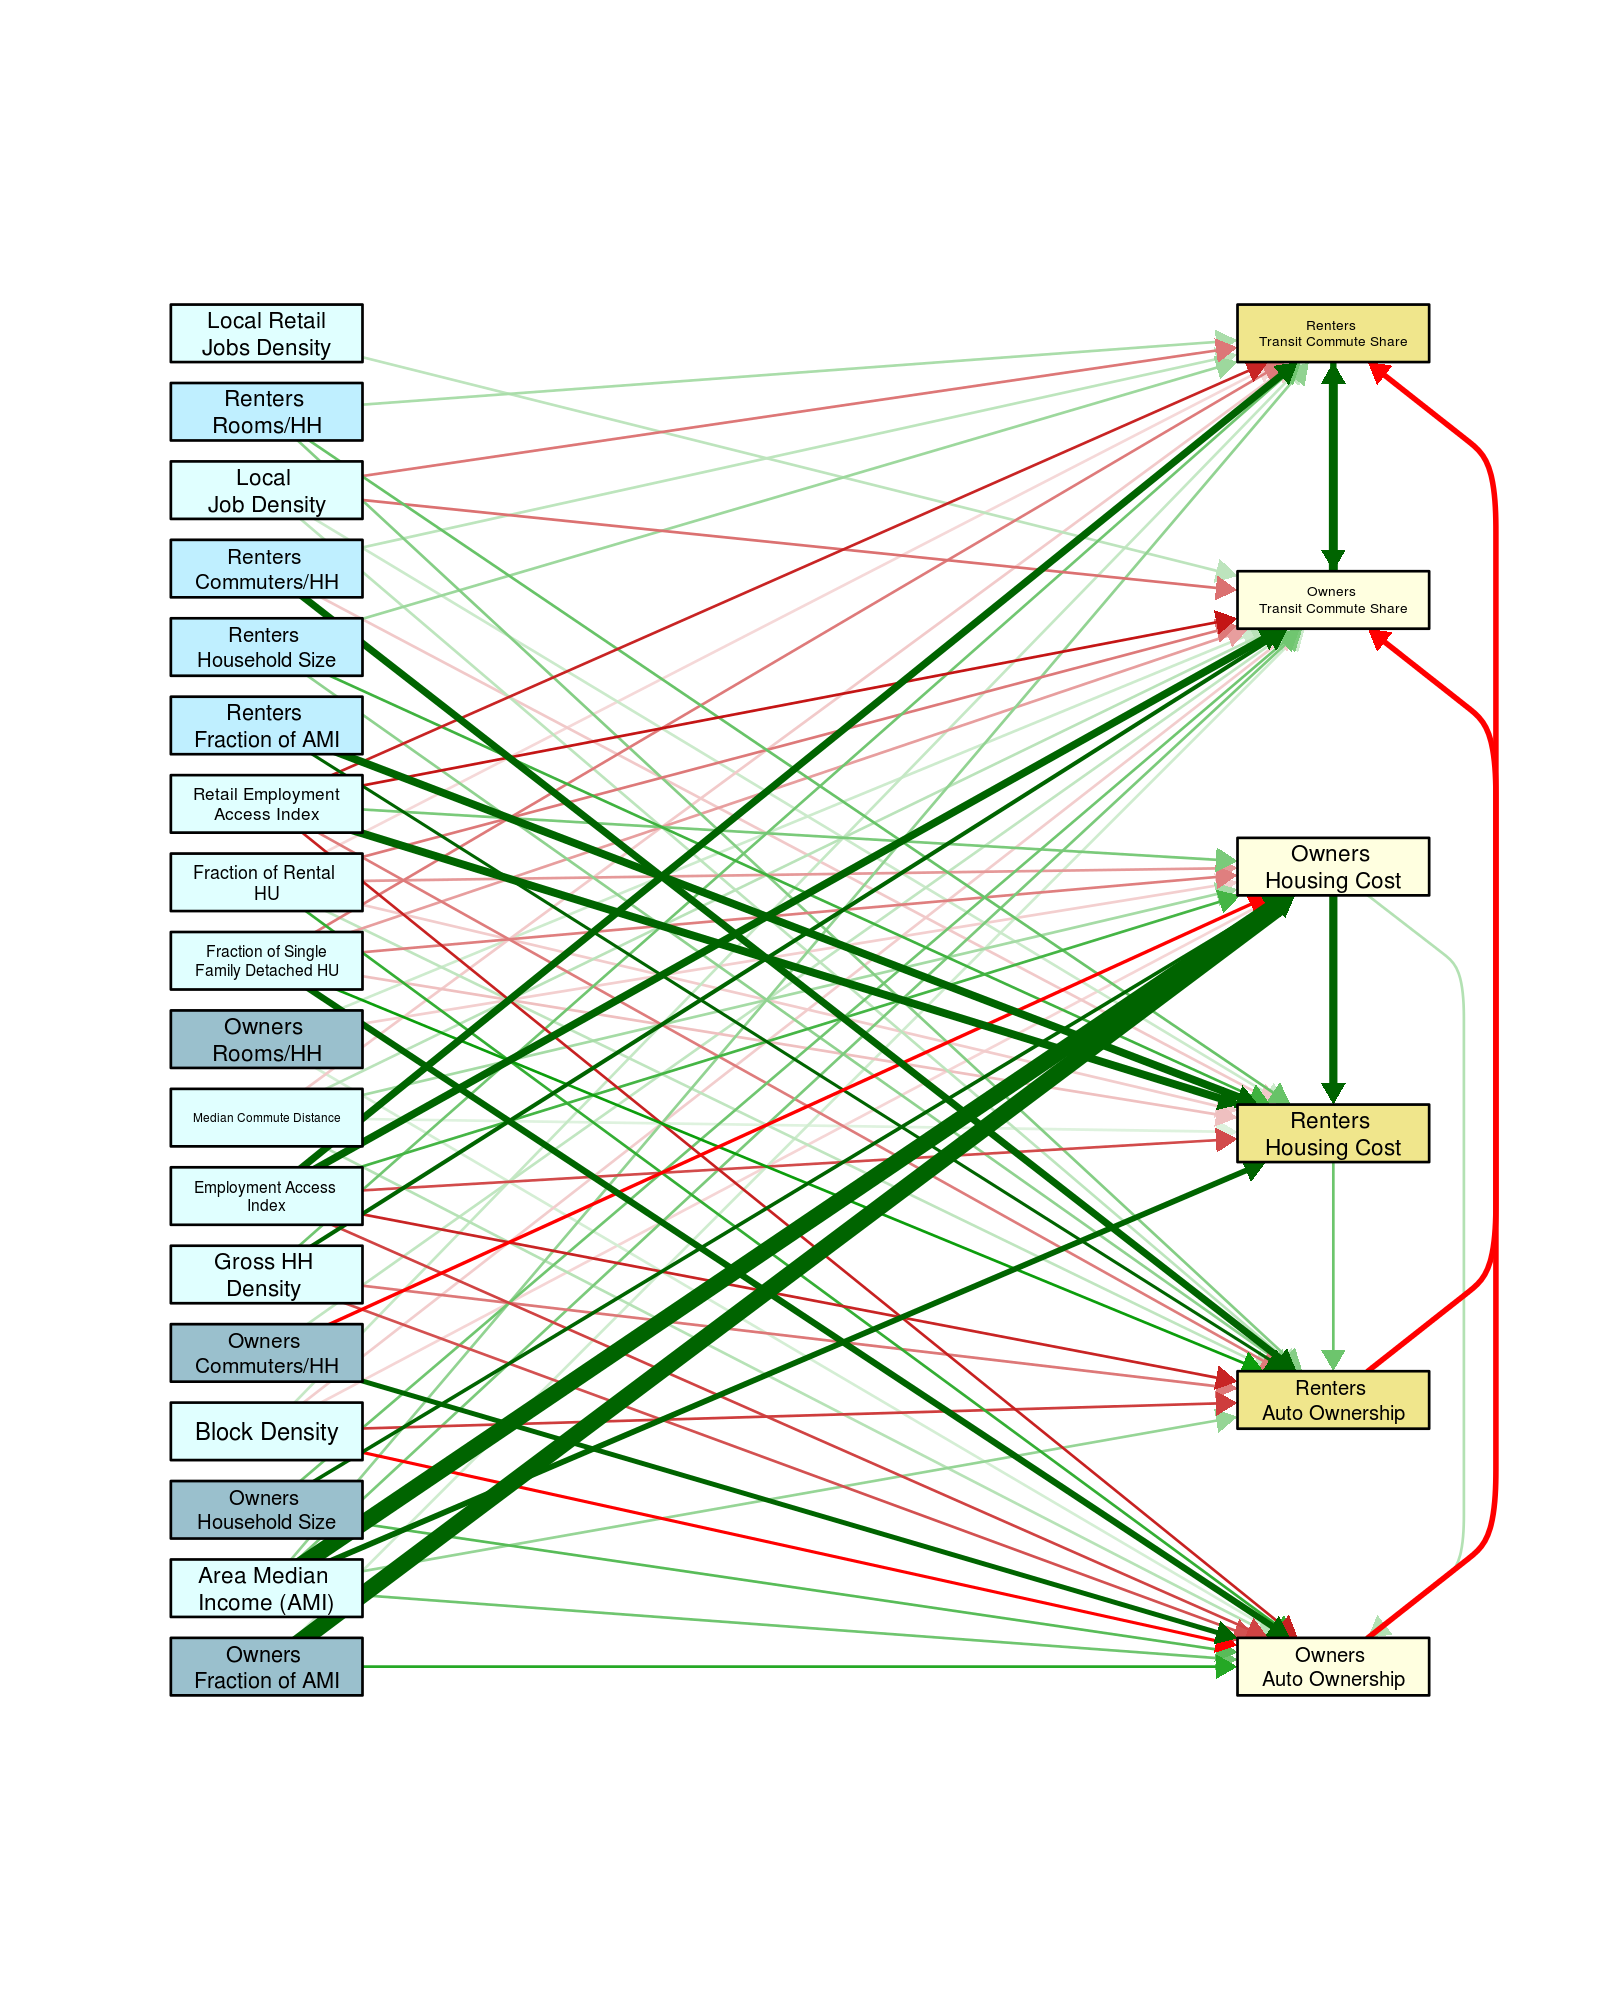 Local Retail
Jobs Density
Renters
Rooms/HH
Local
Job Density
Renters
Commuters/HH
Renters
Household Size
Renters
Fraction of AMI
Retail Employment
Access Index
Fraction of Rental
HU
Fraction of Single
Family Detached HU
Owners
Rooms/HH
Median Commute Distance
Employment Access
Index
Gross HH
Density
Owners
Commuters/HH
Block Density
Owners
Household Size
Area Median
Income (AMI)
Owners
Fraction of AMI
Renters
Transit Commute Share
Owners
Transit Commute Share
Owners
Housing Cost
Renters
Housing Cost
Renters
Auto Ownership
Owners
Auto Ownership